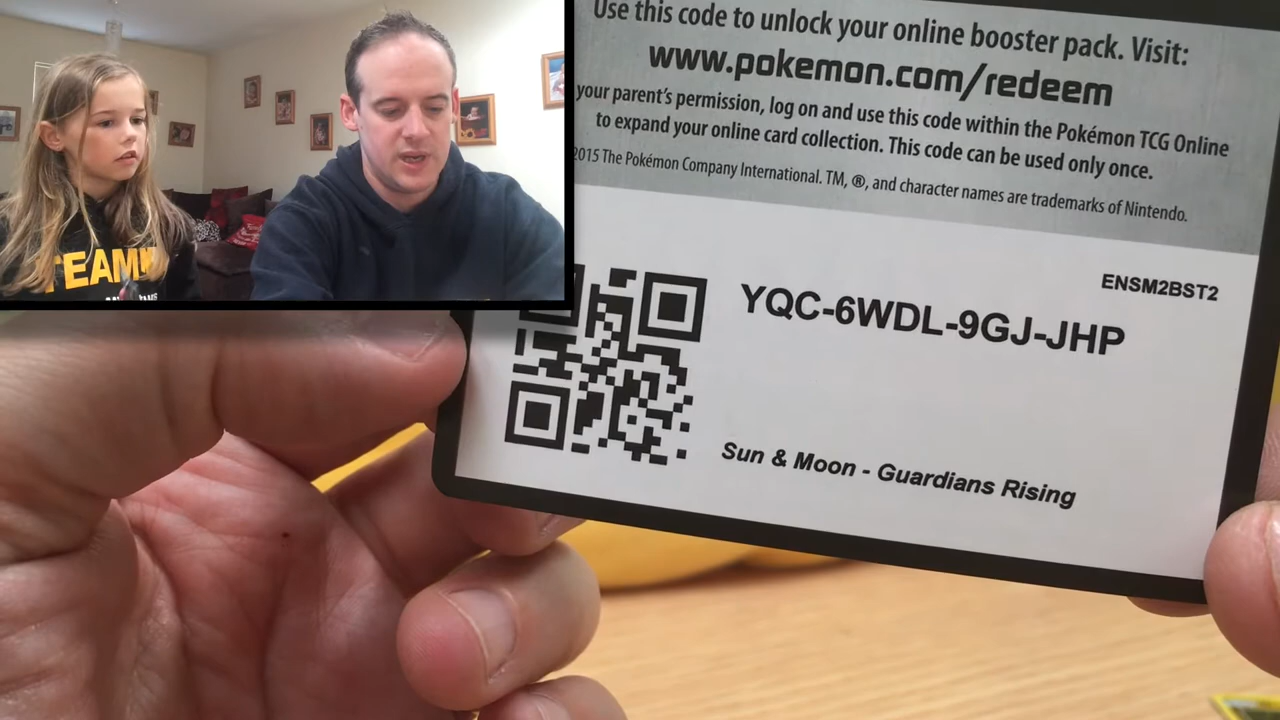 Use this code to unlock your online booster pack. Visit:
www.pokemon.com/redeem
your parent's permission, log on and use this code within the Pokémon TCG Online
to expand your online card collection. This code can be used only once.
2015 The Pokémon Company International. TM, ®, and character names are trademarks of Nintendo.
ENSM2BST2
YQC-6WDL-9GJ-JHP
Sun & Moon - Guardians Rising
TEAM